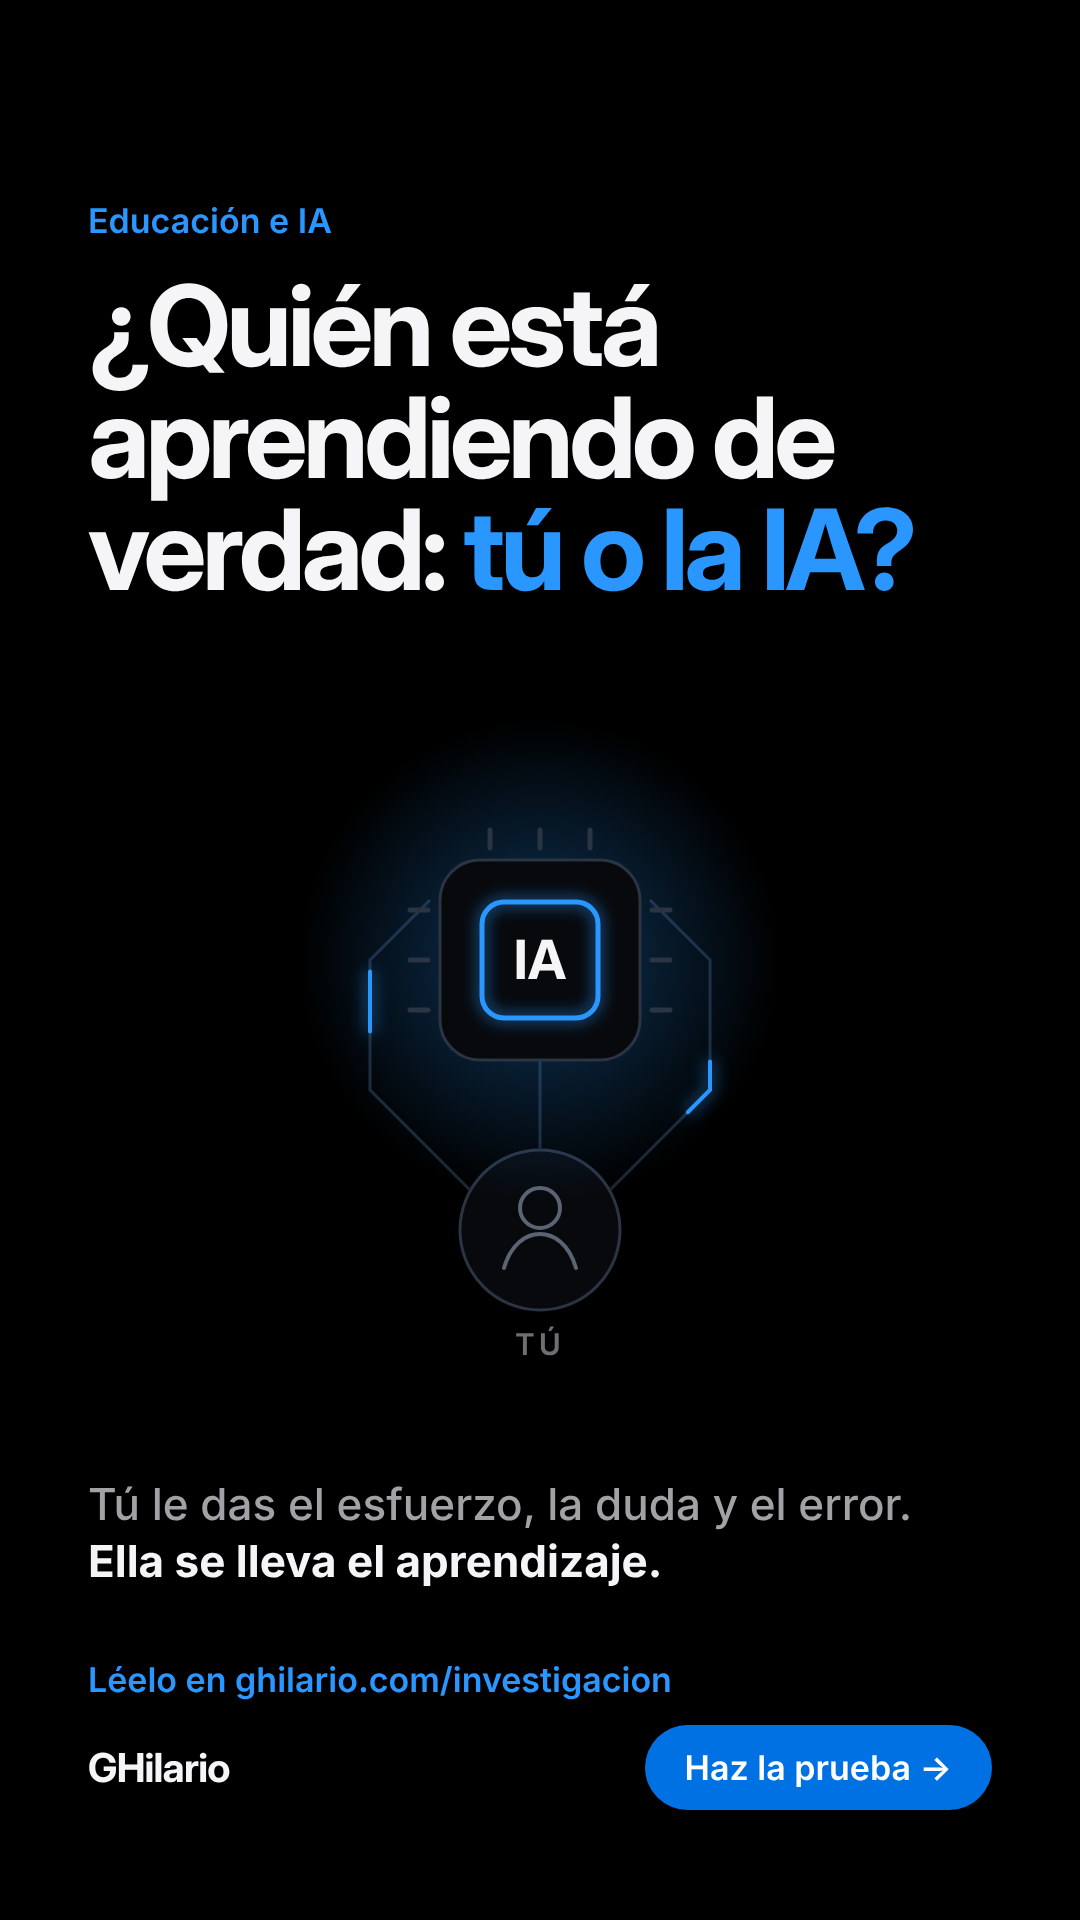 Educación e IA
¿Quién está
aprendiendo de
verdad: tú o la IA?
IA
TÚ
Tú le das el esfuerzo, la duda y el error.
Ella se lleva el aprendizaje.
Léelo en ghilario.com/investigacion
GHilario
Haz la prueba →